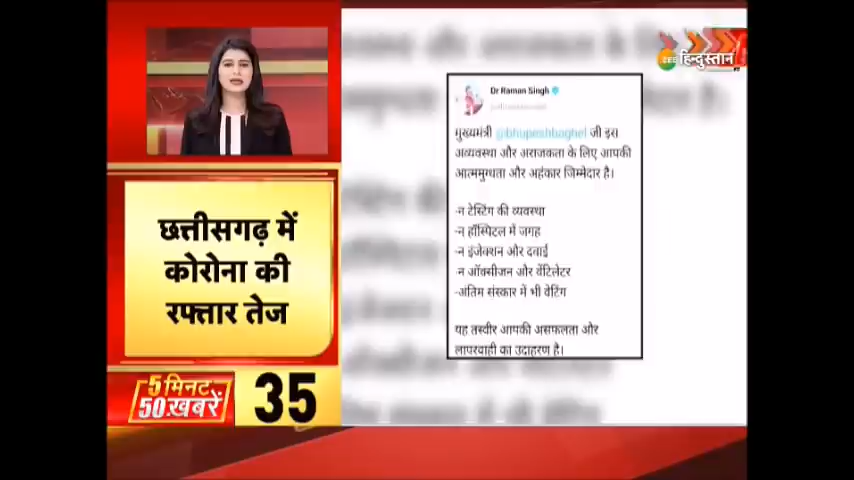 ZEE हिन्दुस्तान
Dr Raman Singh
मुख्यमंत्री @bhupeshbaghel जी इस
अव्यवस्था और अराजकता के लिए आपकी
आत्ममुग्धता और अहंकार जिम्मेदार है।
-न टेस्टिंग की व्यवस्था
-न हॉस्पिटल में जगह
-न इंजेक्शन और दवाई
-न ऑक्सीजन और वेंटिलेटर
-अंतिम संस्कार में भी वेटिंग
यह तस्वीर आपकी असफलता और
लापरवाही का उदाहरण है।
छत्तीसगढ़ में
कोरोना की
रफ्तार तेज
5 मिनट
50 ख़बरें
35